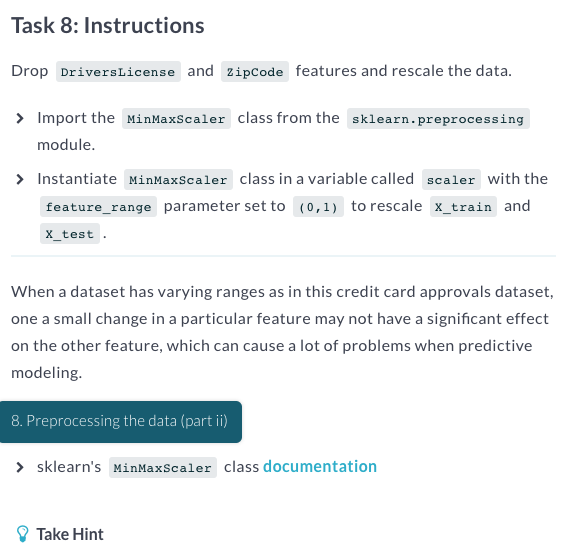 Task 8: Instructions
Drop DriversLicense and ZipCode features and rescale the data.
Import the MinMaxScaler class from the sklearn.preprocessing
module.
Instantiate MinMaxScaler class in a variable called scaler with the
feature_range parameter set to (0,1) to rescale X_train and
X_test.
When a dataset has varying ranges as in this credit card approvals dataset,
one a small change in a particular feature may not have a significant effect
on the other feature, which can cause a lot of problems when predictive
modeling.
8. Preprocessing the data (part ii)
sklearn's MinMaxScaler class documentation
Take Hint